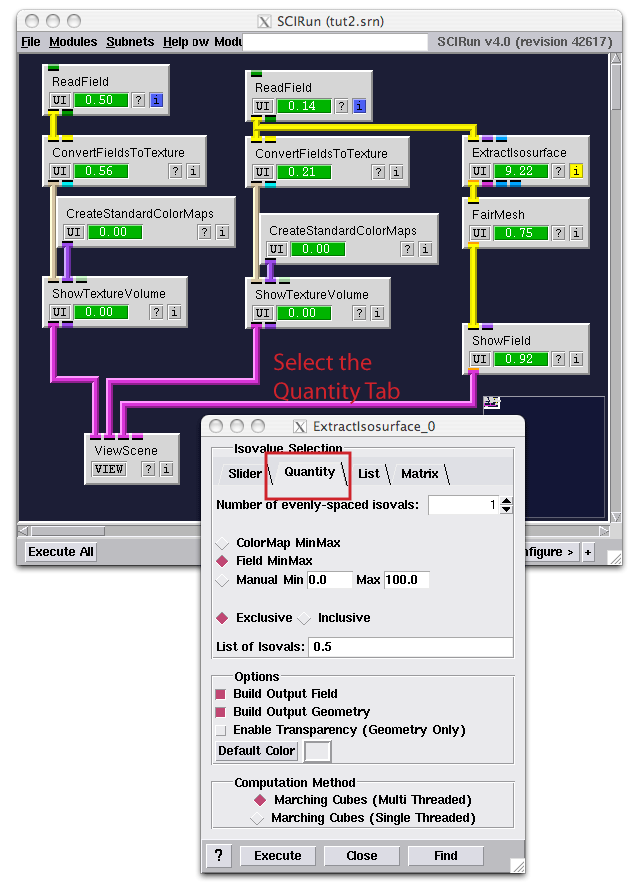 SCIRun (tut2.srn)
File Modules Subnets Help ow Modu SCIRun v4.0 (revision 42617)
ReadField
UI 0.50 ? i
ReadField
UI 0.14 ? i
ConvertFieldsToTexture
UI 0.56 ? i
ConvertFieldsToTexture
UI 0.21 ? i
ExtractIsosurface
UI 9.22 ? i
CreateStandardColorMaps
UI 0.00 ? i
CreateStandardColorMaps
UI 0.00 ? i
FairMesh
UI 0.75 ? i
ShowTextureVolume
UI 0.00 ? i
ShowTextureVolume
UI 0.00 ? i
ShowField
UI 0.92 ? i
Select the
Quantity Tab
ViewScene
VIEW ? i
Execute All
nfigure > +
ExtractIsosurface_0
Isovalue Selection
Slider Quantity List Matrix
Number of evenly-spaced isovals: 1
ColorMap MinMax
Field MinMax
Manual Min 0.0 Max 100.0
Exclusive Inclusive
List of Isovals: 0.5
Options
Build Output Field
Build Output Geometry
Enable Transparency (Geometry Only)
Default Color
Computation Method
Marching Cubes (Multi Threaded)
Marching Cubes (Single Threaded)
? Execute Close Find